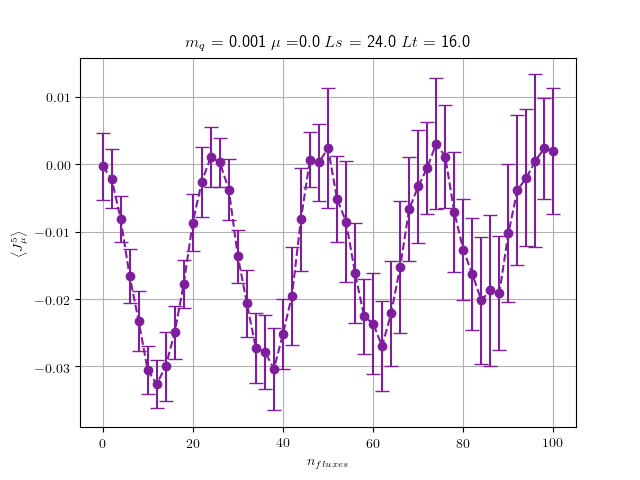 $m_q$ = 0.001 $\mu$ =0.0 $Ls$ = 24.0 $Lt$ = 16.0
0.01
0.00
−0.01
−0.02
−0.03
$\langle J^5_\mu \rangle$
0 20 40 60 80 100
$n_{fluxes}$